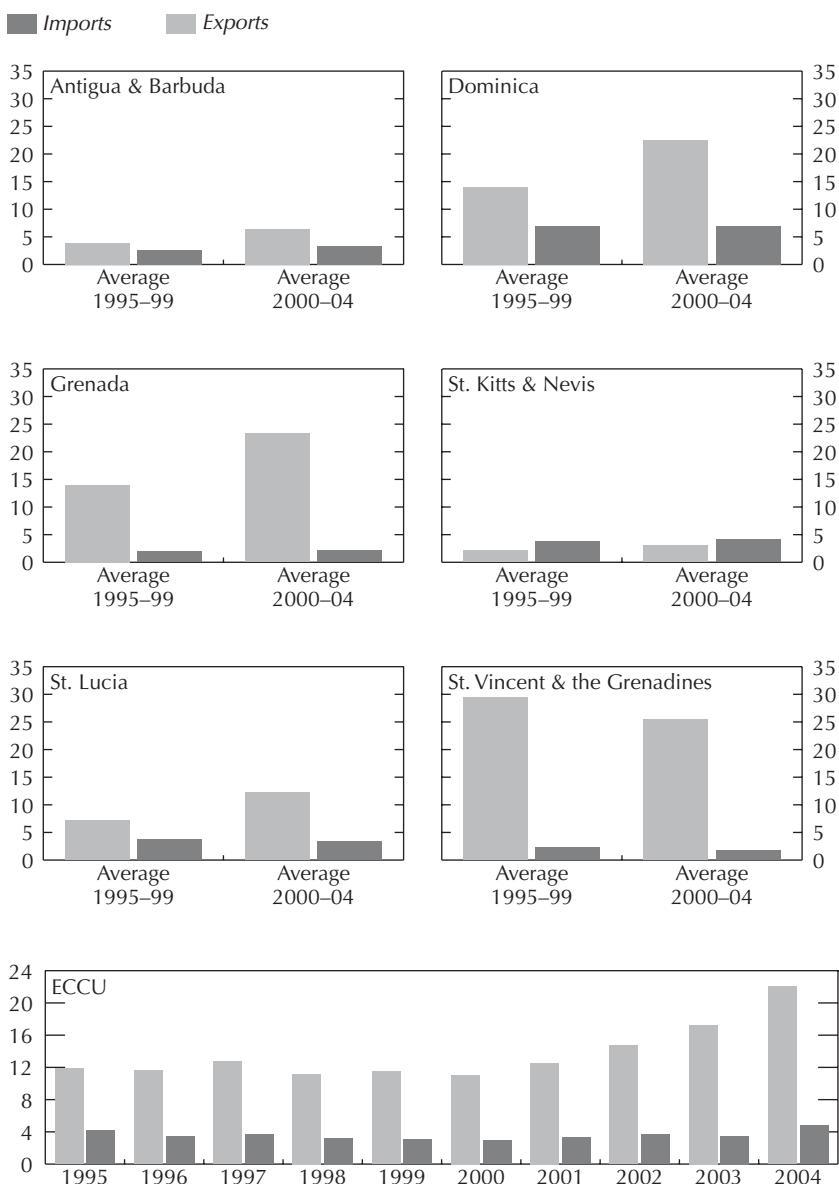 Imports Exports
35 Antigua & Barbuda Dominica 35
30 30
25 25
20 20
15 15
10 10
5 5
0 0
Average Average Average Average
1995–99 2000–04 1995–99 2000–04
35 Grenada St. Kitts & Nevis 35
30 30
25 25
20 20
15 15
10 10
5 5
0 0
Average Average Average Average
1995–99 2000–04 1995–99 2000–04
35 St. Lucia St. Vincent & the Grenadines 35
30 30
25 25
20 20
15 15
10 10
5 5
0 0
Average Average Average Average
1995–99 2000–04 1995–99 2000–04
24 ECCU
20
16
12
8
4
0
1995 1996 1997 1998 1999 2000 2001 2002 2003 2004